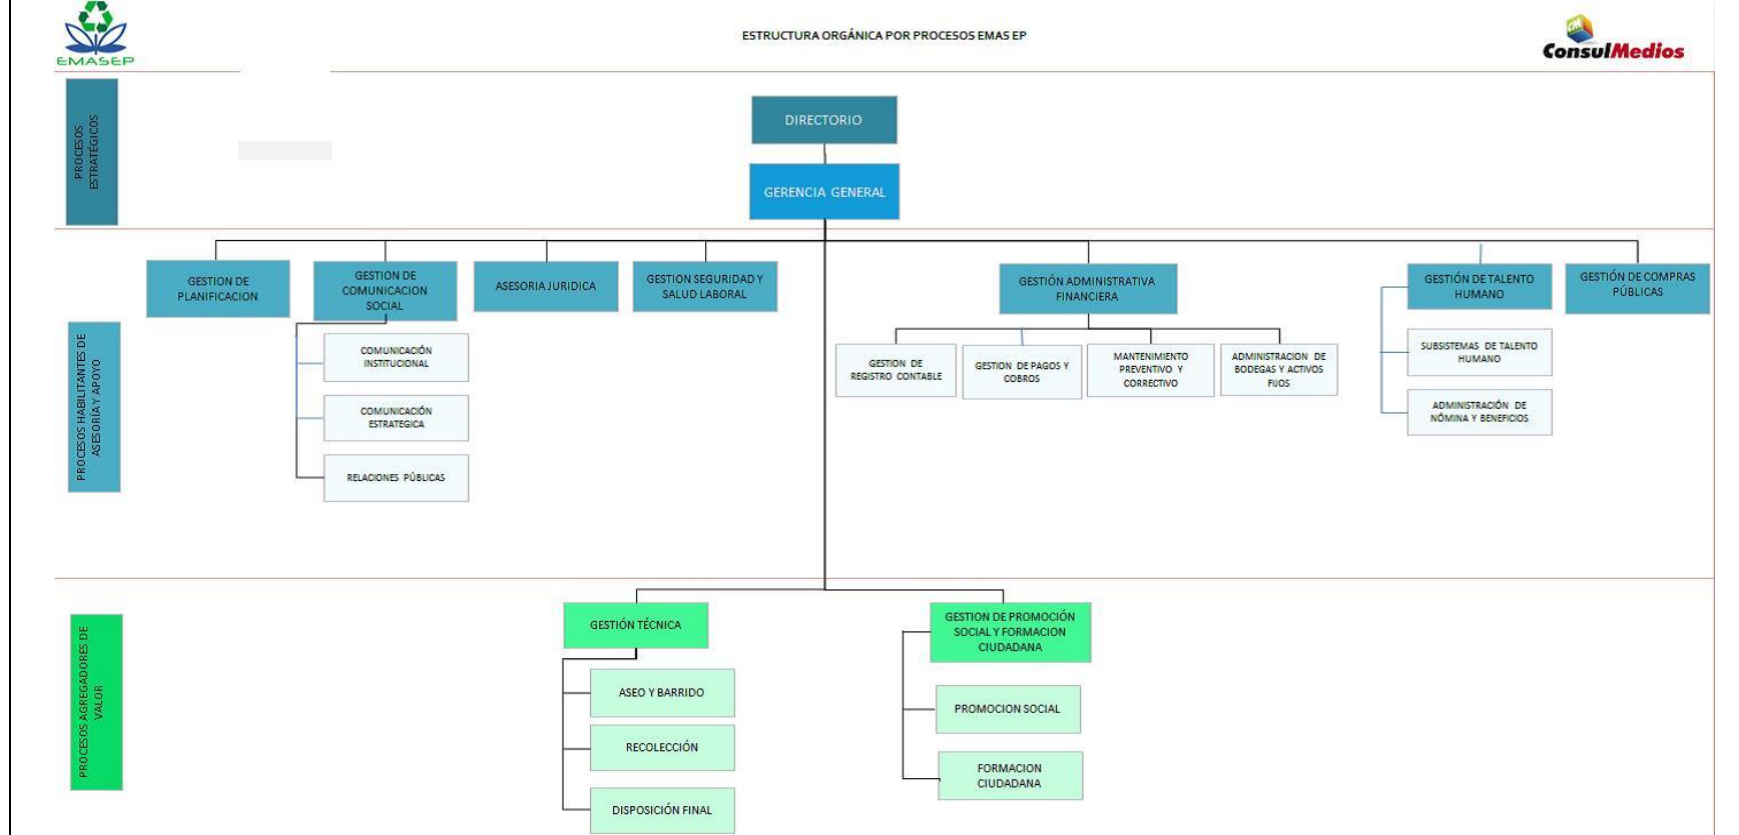 EMASEP
ESTRUCTURA ORGÁNICA POR PROCESOS EMAS EP
CM
ConsulMedios
PROCESOS
ESTRATÉGICOS
DIRECTORIO
GERENCIA GENERAL
PROCESOS HABILITANTES DE
ASESORÍA Y APOYO
GESTION DE
PLANIFICACION
GESTION DE
COMUNICACION
SOCIAL
ASESORIA JURIDICA
GESTION SEGURIDAD Y
SALUD LABORAL
GESTIÓN ADMINISTRATIVA
FINANCIERA
GESTIÓN DE TALENTO
HUMANO
GESTIÓN DE COMPRAS
PÚBLICAS
COMUNICACIÓN
INSTITUCIONAL
COMUNICACIÓN
ESTRATEGICA
RELACIONES PÚBLICAS
GESTION DE
REGISTRO CONTABLE
GESTION DE PAGOS Y
COBROS
MANTENIMIENTO
PREVENTIVO Y
CORRECTIVO
ADMINISTRACION DE
BODEGAS Y ACTIVOS
FIJOS
SUBSISTEMAS DE TALENTO
HUMANO
ADMINISTRACIÓN DE
NÓMINA Y BENEFICIOS
PROCESOS AGREGADORES DE
VALOR
GESTIÓN TÉCNICA
ASEO Y BARRIDO
RECOLECCIÓN
DISPOSICIÓN FINAL
GESTION DE PROMOCIÓN
SOCIAL Y FORMACION
CIUDADANA
PROMOCION SOCIAL
FORMACION
CIUDADANA